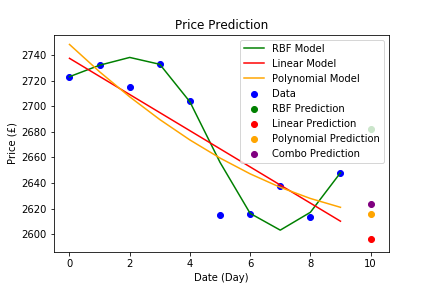 Price Prediction
RBF Model
Linear Model
Polynomial Model
Data
RBF Prediction
Linear Prediction
Polynomial Prediction
Combo Prediction
Price (£)
2740
2720
2700
2680
2660
2640
2620
2600
0 2 4 6 8 10
Date (Day)